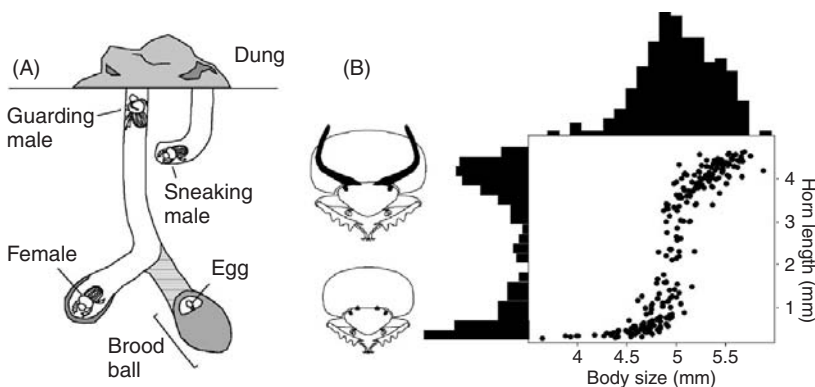 (A)
Dung
Guarding
male
Sneaking
male
Female
Egg
Brood
ball
(B)
4
3
2
1
Horn length (mm)
4
4.5
5
5.5
Body size (mm)